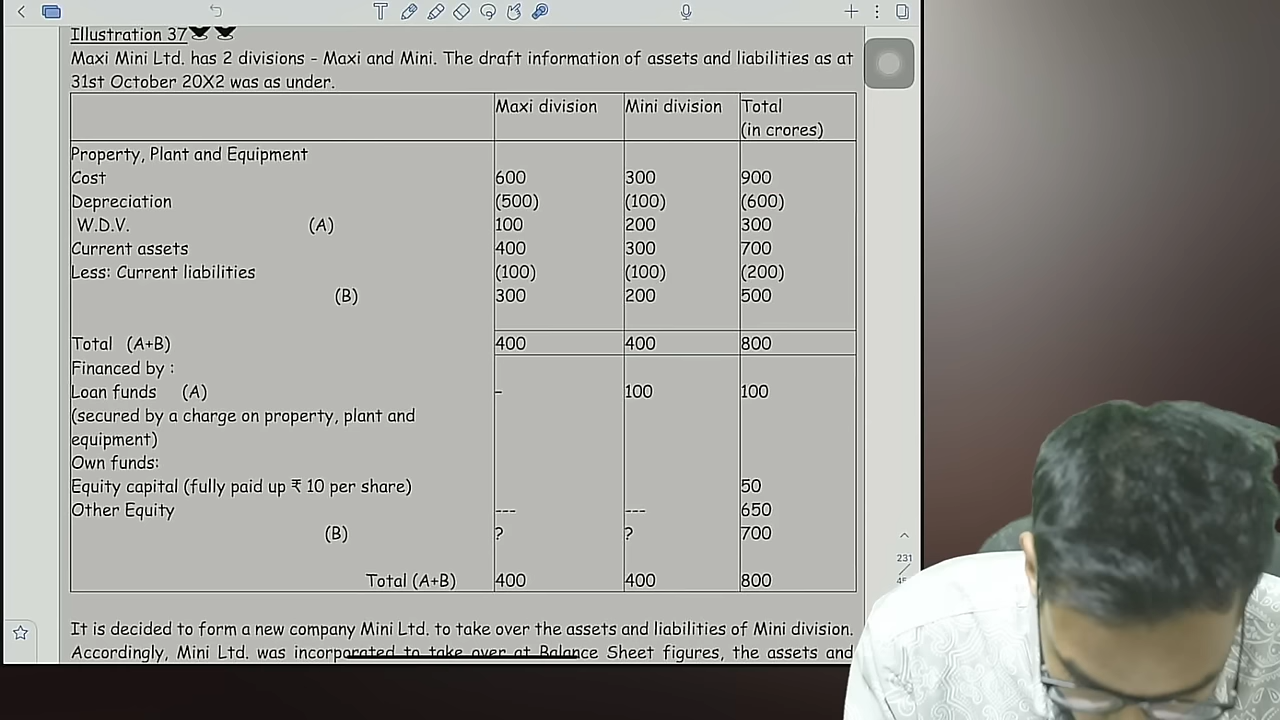 Illustration 37
Maxi Mini Ltd. has 2 divisions - Maxi and Mini. The draft information of assets and liabilities as at
31st October 20X2 was as under.
Maxi division Mini division Total
(in crores)
Property, Plant and Equipment
Cost 600 300 900
Depreciation (500) (100) (600)
W.D.V. (A) 100 200 300
Current assets 400 300 700
Less: Current liabilities (100) (100) (200)
(B) 300 200 500
Total (A+B) 400 400 800
Financed by :
Loan funds (A) - 100 100
(secured by a charge on property, plant and
equipment)
Own funds:
Equity capital (fully paid up ₹ 10 per share) 50
Other Equity --- --- 650
(B) ? ? 700
Total (A+B) 400 400 800
It is decided to form a new company Mini Ltd. to take over the assets and liabilities of Mini division.
Accordingly, Mini Ltd. was incorporated to take over at Balance Sheet figures, the assets and
231